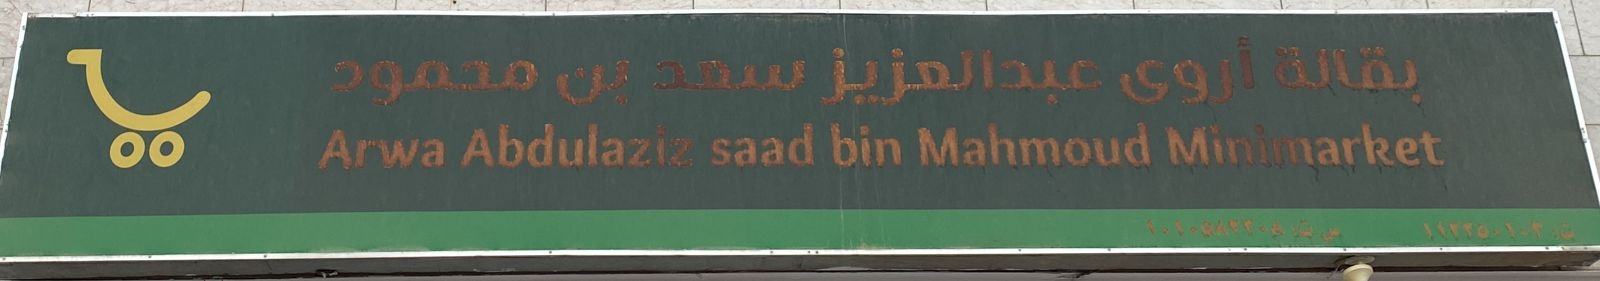 بقالة أروى عبدالعزيز سعد بن محمود
Arwa Abdulaziz saad bin Mahmoud Minimarket
ت: س.ت: